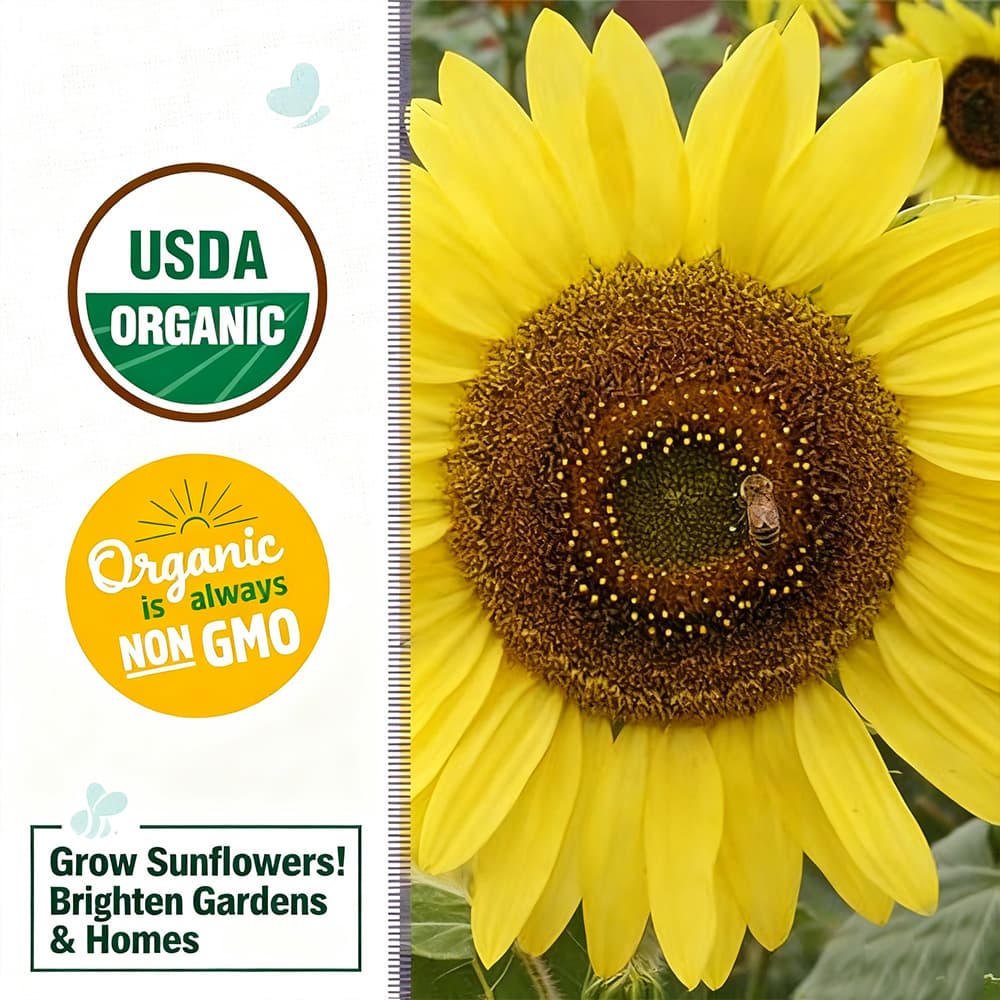 USDA
ORGANIC
Organic
is always
NON GMO
Grow Sunflowers!
Brighten Gardens
& Homes